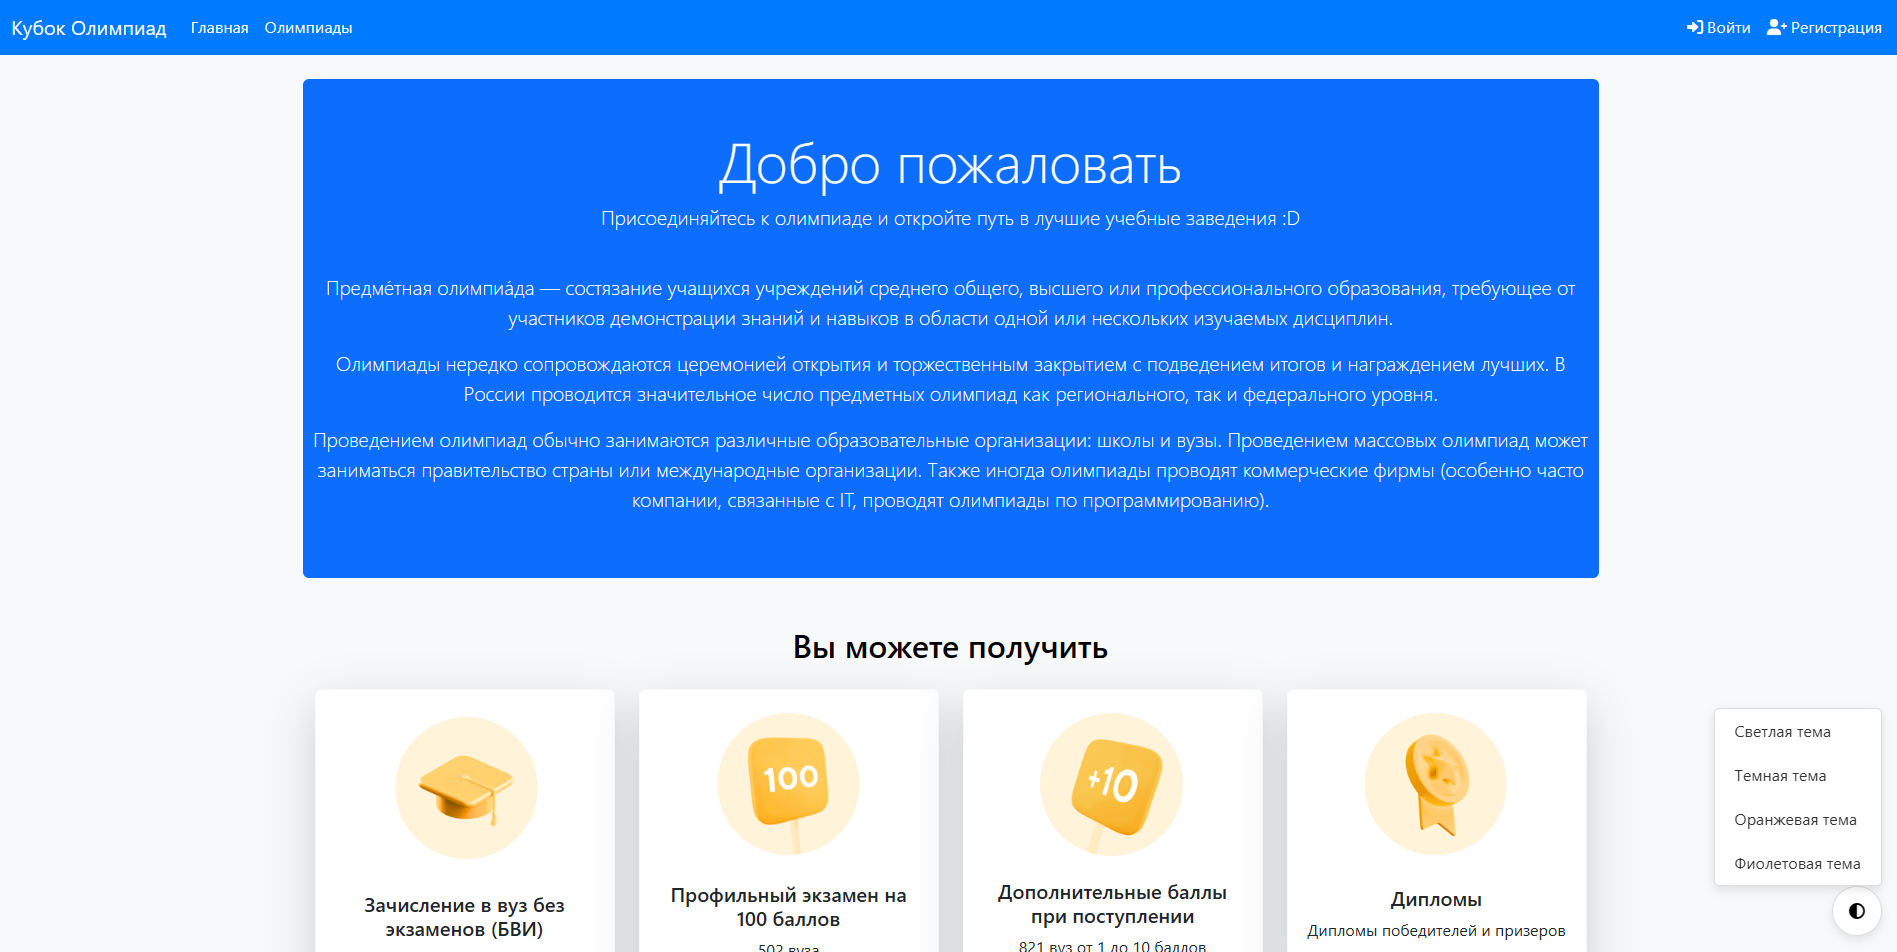 Кубок Олимпиад
Главная
Олимпиады
Войти
Регистрация
Добро пожаловать
Присоединяйтесь к олимпиаде и откройте путь в лучшие учебные заведения :D
Предме́тная олимпиа́да — состязание учащихся учреждений среднего общего, высшего или профессионального образования, требующее от
участников демонстрации знаний и навыков в области одной или нескольких изучаемых дисциплин.
Олимпиады нередко сопровождаются церемонией открытия и торжественным закрытием с подведением итогов и награждением лучших. В
России проводится значительное число предметных олимпиад как регионального, так и федерального уровня.
Проведением олимпиад обычно занимаются различные образовательные организации: школы и вузы. Проведением массовых олимпиад может
заниматься правительство страны или международные организации. Также иногда олимпиады проводят коммерческие фирмы (особенно часто
компании, связанные с IT, проводят олимпиады по программированию).
Вы можете получить
Зачисление в вуз без
экзаменов (БВИ)
100
Профильный экзамен на
100 баллов
502 вуза
+10
Дополнительные баллы
при поступлении
821 вуз от 1 до 10 баллов
Дипломы
Дипломы победителей и призеров
Светлая тема
Темная тема
Оранжевая тема
Фиолетовая тема